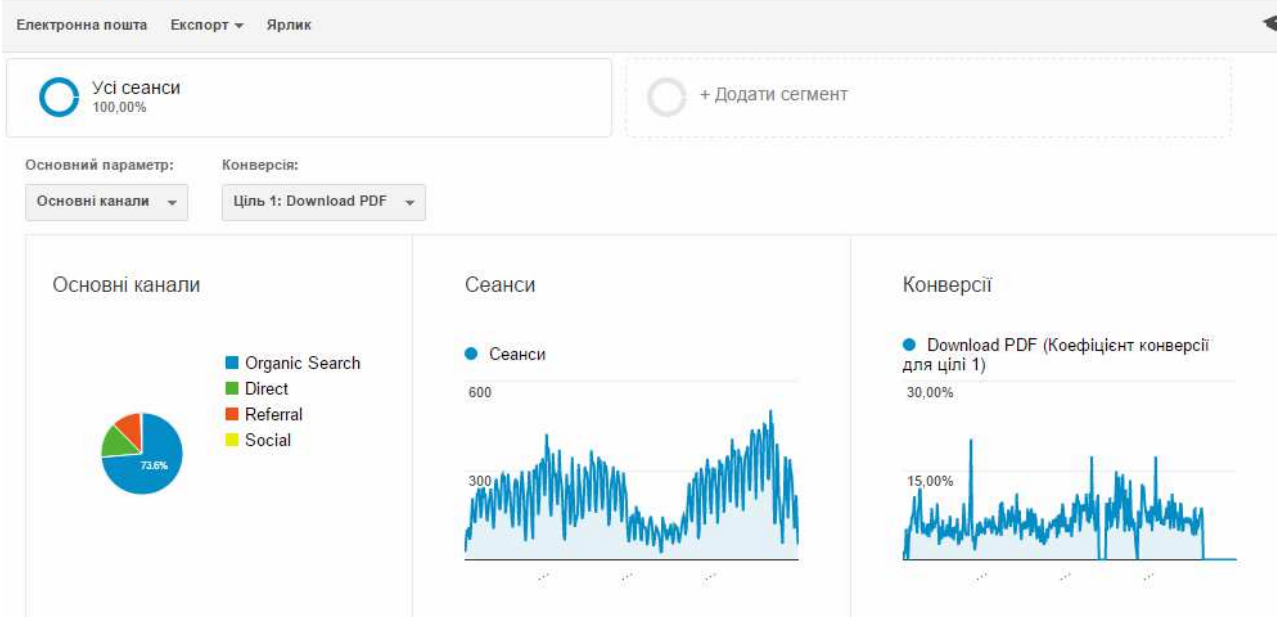 Електронна пошта Експорт Ярлик
Усі сеанси
100,00%
+ Додати сегмент
Основний параметр: Конверсія:
Основні канали Ціль 1: Download PDF
Основні канали
Organic Search
Direct
Referral
Social
73.6%
Сеанси
Сеанси
600
300
...
...
...
Конверсії
Download PDF (Коефіцієнт конверсії
для цілі 1)
30,00%
15,00%
...
...
...